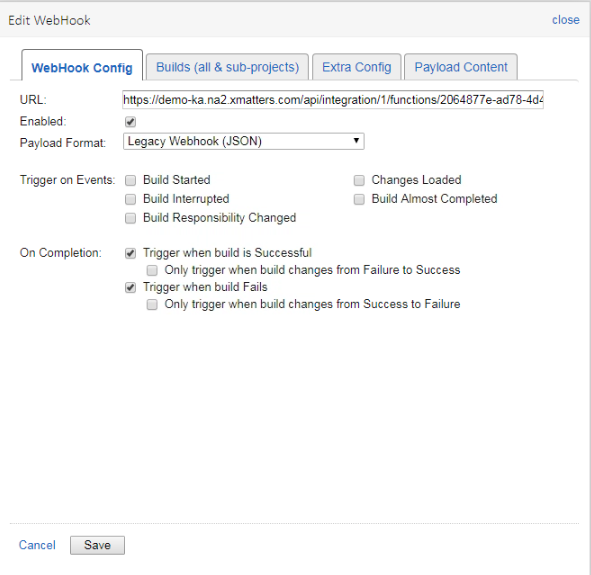 Edit WebHook close
WebHook Config Builds (all & sub-projects) Extra Config Payload Content
URL: https://demo-ka.na2.xmatters.com/api/integration/1/functions/2064877e-ad78-4d4
Enabled:
Payload Format: Legacy Webhook (JSON)
Trigger on Events: Build Started Changes Loaded
Build Interrupted Build Almost Completed
Build Responsibility Changed
On Completion: Trigger when build is Successful
Only trigger when build changes from Failure to Success
Trigger when build Fails
Only trigger when build changes from Success to Failure
Cancel Save